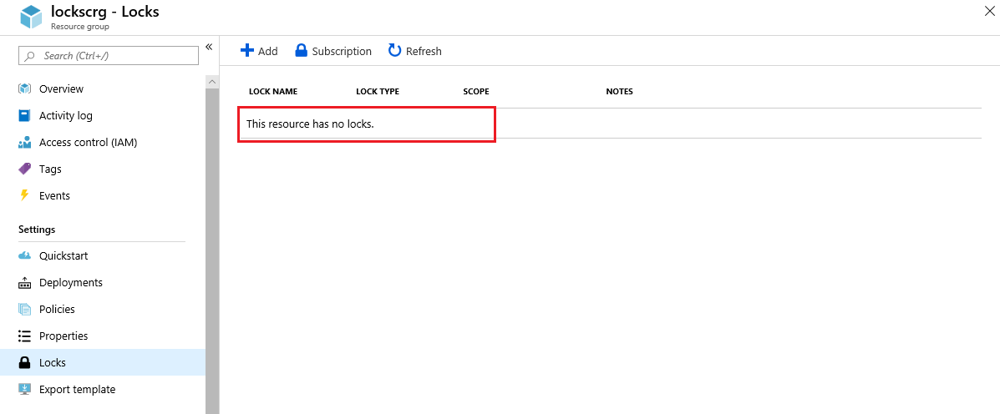 lockscrg - Locks
Resource group
Search (Ctrl+/)
Overview
Activity log
Access control (IAM)
Tags
Events
Settings
Quickstart
Deployments
Policies
Properties
Locks
Export template
Add Subscription Refresh
LOCK NAME LOCK TYPE SCOPE NOTES
This resource has no locks.